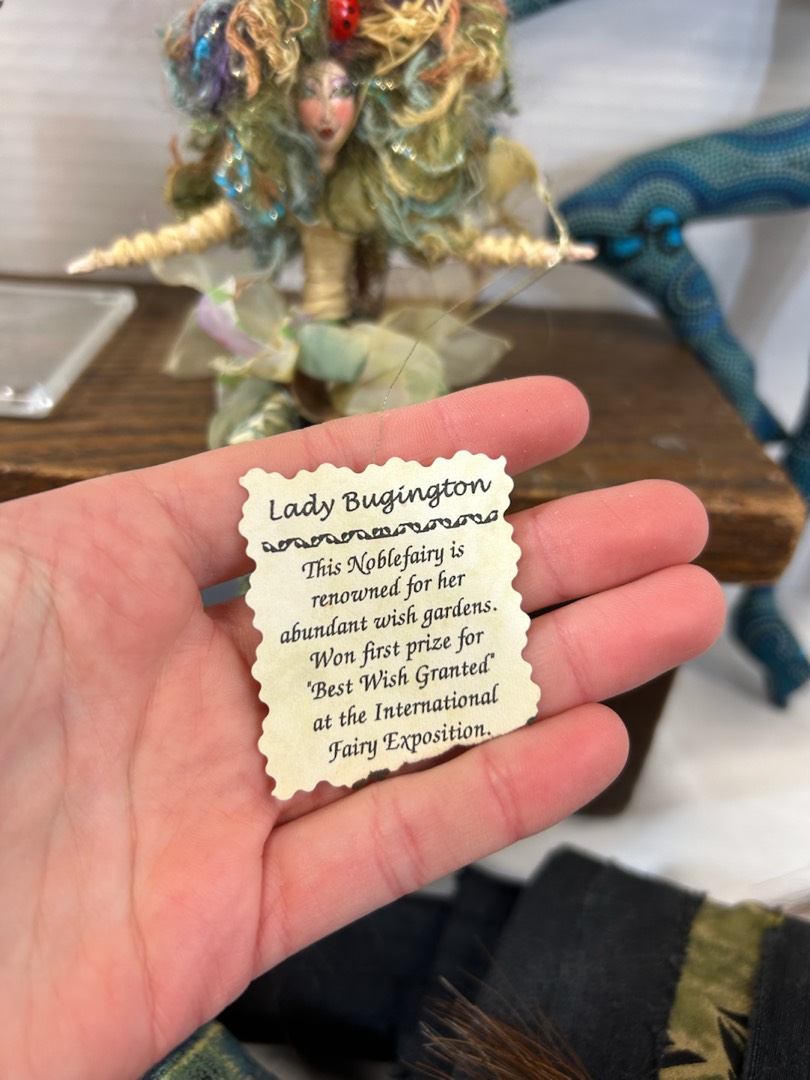 Lady Bugington
This Noblefairy is
renowned for her
abundant wish gardens.
Won first prize for
"Best Wish Granted"
at the International
Fairy Exposition.